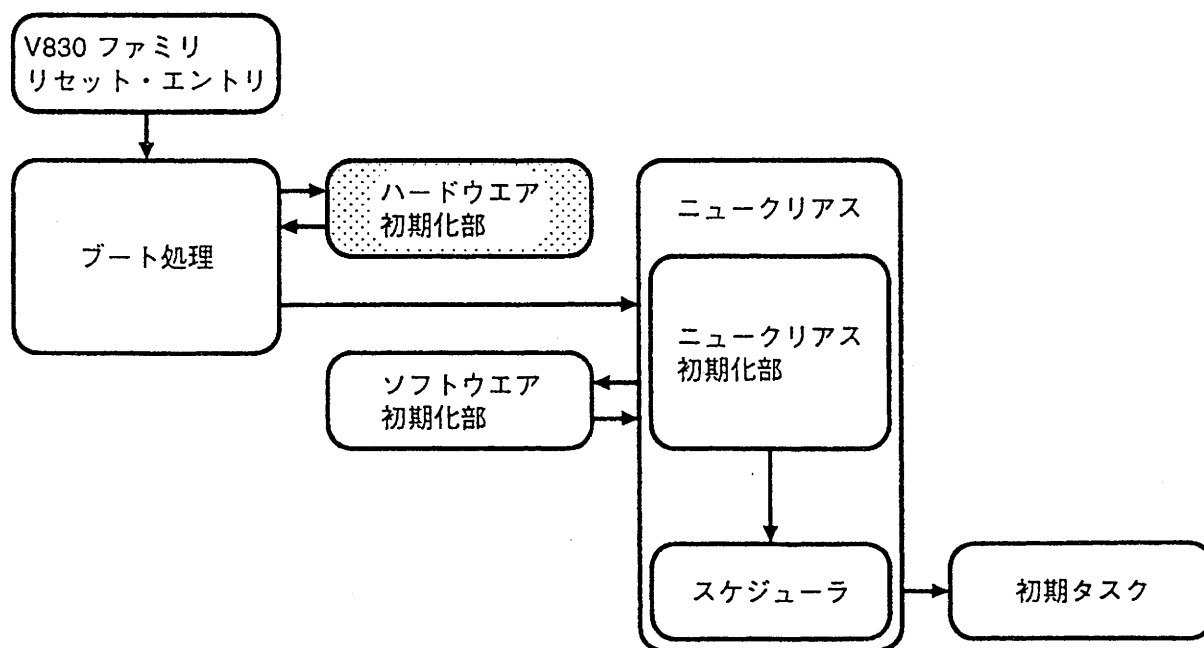 V830 ファミリ
リセット・エントリ
ブート処理
ハードウエア
初期化部
ニュークリアス
ニュークリアス
初期化部
ソフトウエア
初期化部
スケジューラ
初期タスク